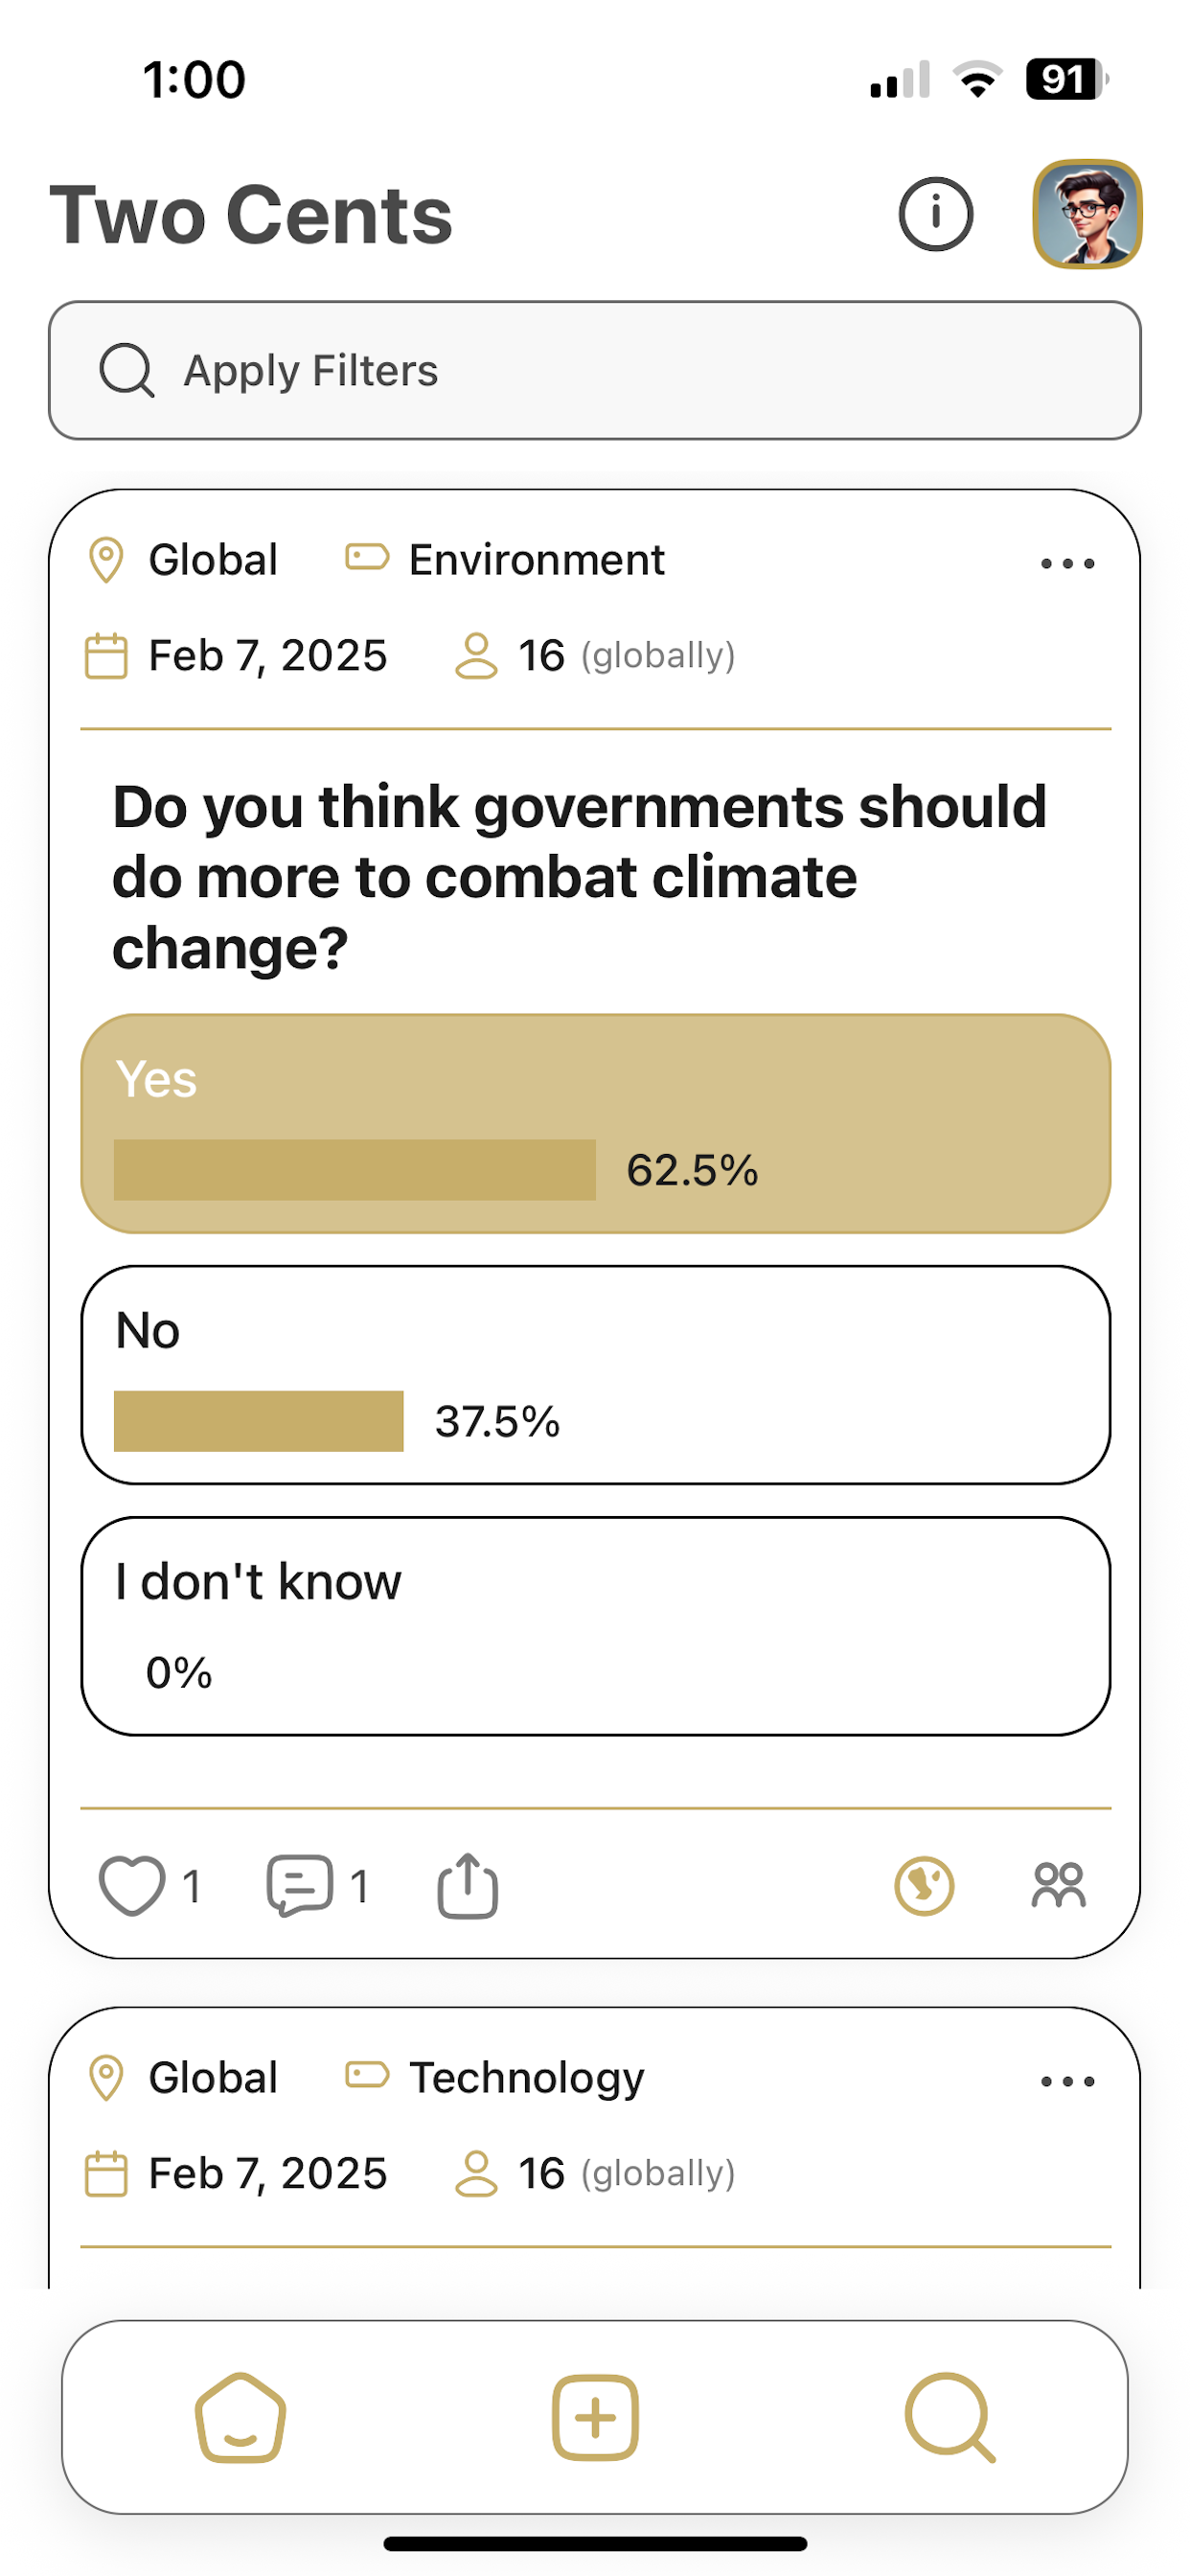 1:00
91
Two Cents
Apply Filters
Global Environment
Feb 7, 2025 16 (globally)
Do you think governments should
do more to combat climate
change?
Yes
62.5%
No
37.5%
I don't know
0%
1 1
Global Technology
Feb 7, 2025 16 (globally)